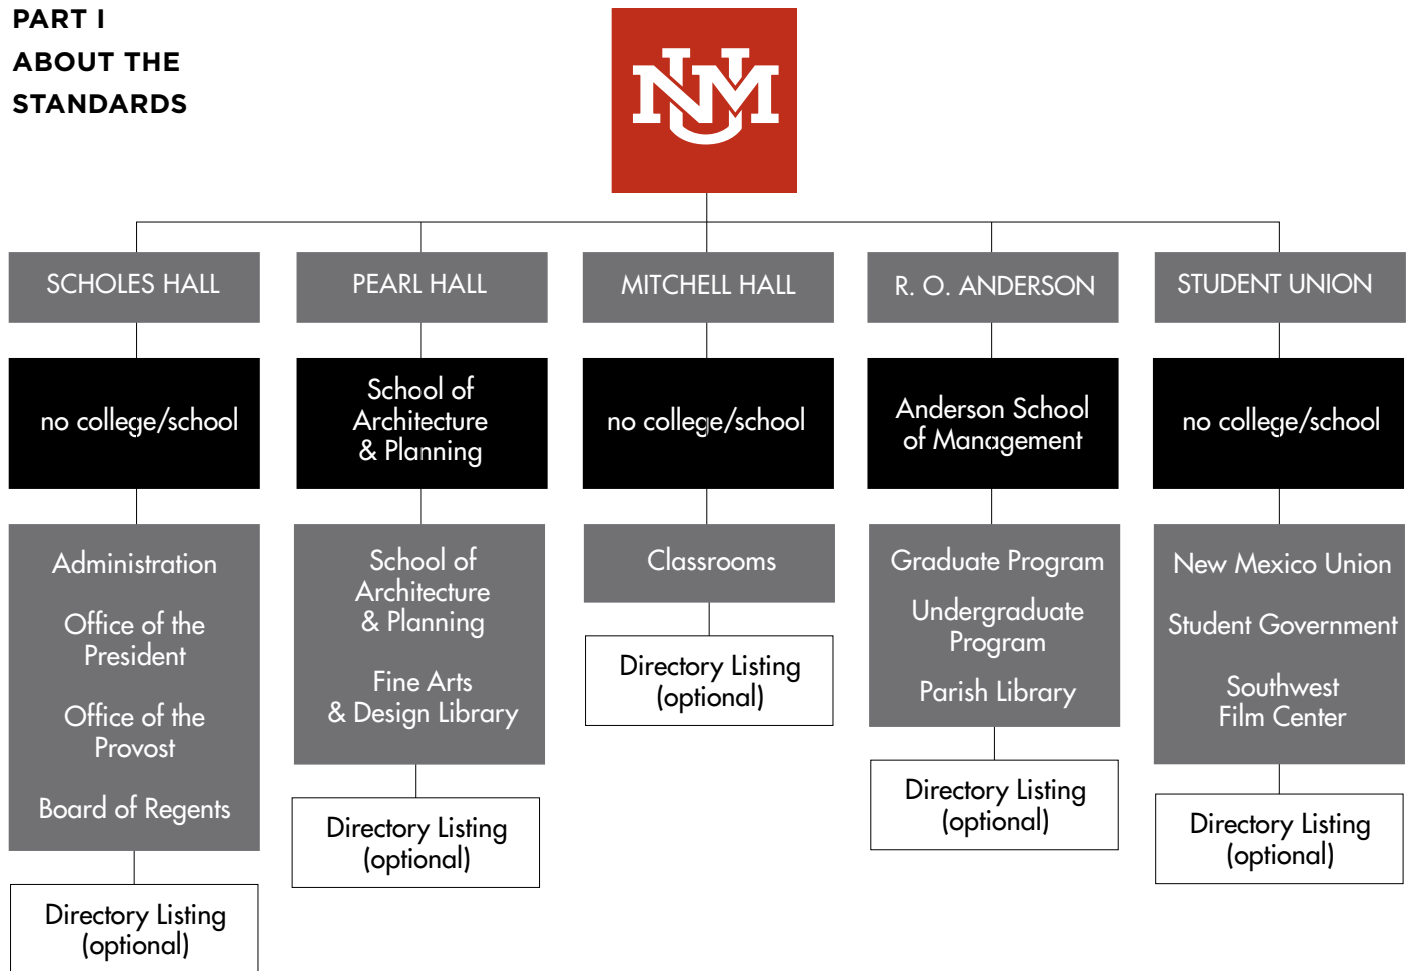 PART I
ABOUT THE
STANDARDS
UNM
SCHOLES HALL
no college/school
Administration
Office of the
President
Office of the
Provost
Board of Regents
Directory Listing
(optional)
PEARL HALL
School of
Architecture
& Planning
School of
Architecture
& Planning
Fine Arts
& Design Library
Directory Listing
(optional)
MITCHELL HALL
no college/school
Classrooms
Directory Listing
(optional)
R. O. ANDERSON
Anderson School
of Management
Graduate Program
Undergraduate
Program
Parish Library
Directory Listing
(optional)
STUDENT UNION
no college/school
New Mexico Union
Student Government
Southwest
Film Center
Directory Listing
(optional)